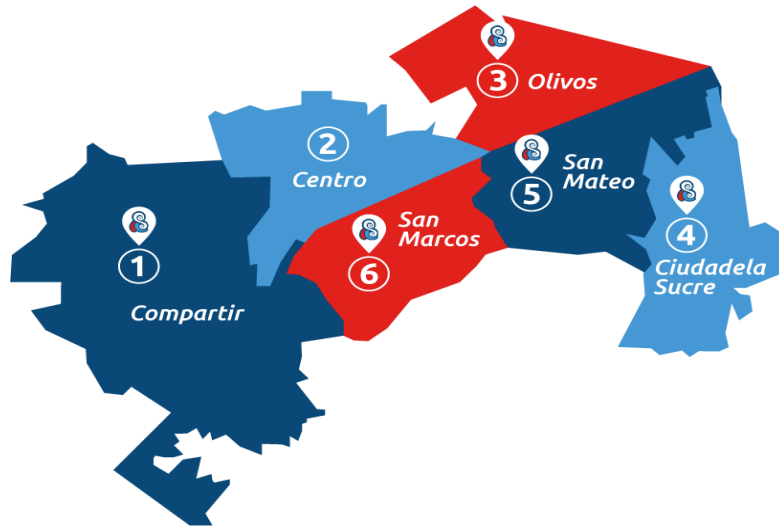 3
Olivos
2
Centro
5
San
Mateo
San
Marcos
6
4
Ciudadela
Sucre
1
Compartir